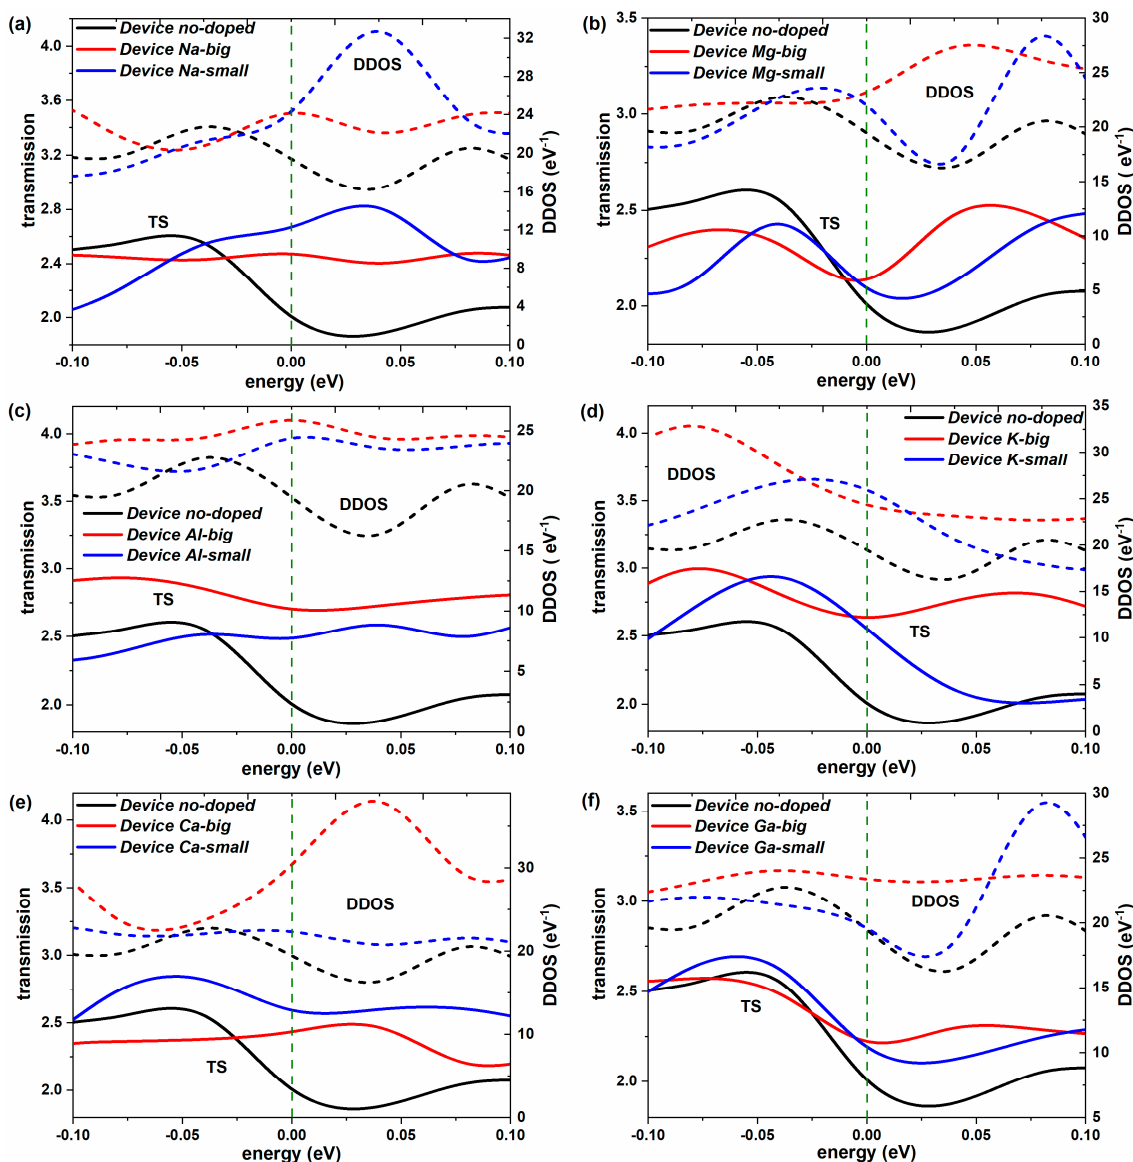 (a)
Device no-doped
Device Na-big
Device Na-small
DDOS
TS
transmission
4.0
3.6
3.2
2.8
2.4
2.0
32
28
24
20
16
12
8
4
0
DDOS (eV-1)
-0.10 -0.05 0.00 0.05 0.10
energy (eV)
(b)
Device no-doped
Device Mg-big
Device Mg-small
DDOS
TS
transmission
3.5
3.0
2.5
2.0
30
25
20
15
10
5
0
DDOS ( eV-1)
-0.10 -0.05 0.00 0.05 0.10
energy (eV)
(c)
DDOS
Device no-doped
Device Al-big
Device Al-small
TS
transmission
4.0
3.5
3.0
2.5
2.0
25
20
15
10
5
0
DDOS ( eV-1)
-0.10 -0.05 0.00 0.05 0.10
energy (eV)
(d)
Device no-doped
Device K-big
Device K-small
DDOS
TS
transmission
4.0
3.5
3.0
2.5
2.0
35
30
25
20
15
10
5
0
DDOS (eV-1)
-0.10 -0.05 0.00 0.05 0.10
energy (eV)
(e)
Device no-doped
Device Ca-big
Device Ca-small
DDOS
TS
transmission
4.0
3.5
3.0
2.5
2.0
30
20
10
0
DDOS (eV-1)
-0.10 -0.05 0.00 0.05 0.10
energy (eV)
(f)
Device no-doped
Device Ga-big
Device Ga-small
DDOS
TS
transmission
3.5
3.0
2.5
2.0
30
25
20
15
10
5
DDOS (eV-1)
-0.10 -0.05 0.00 0.05 0.10
energy (eV)